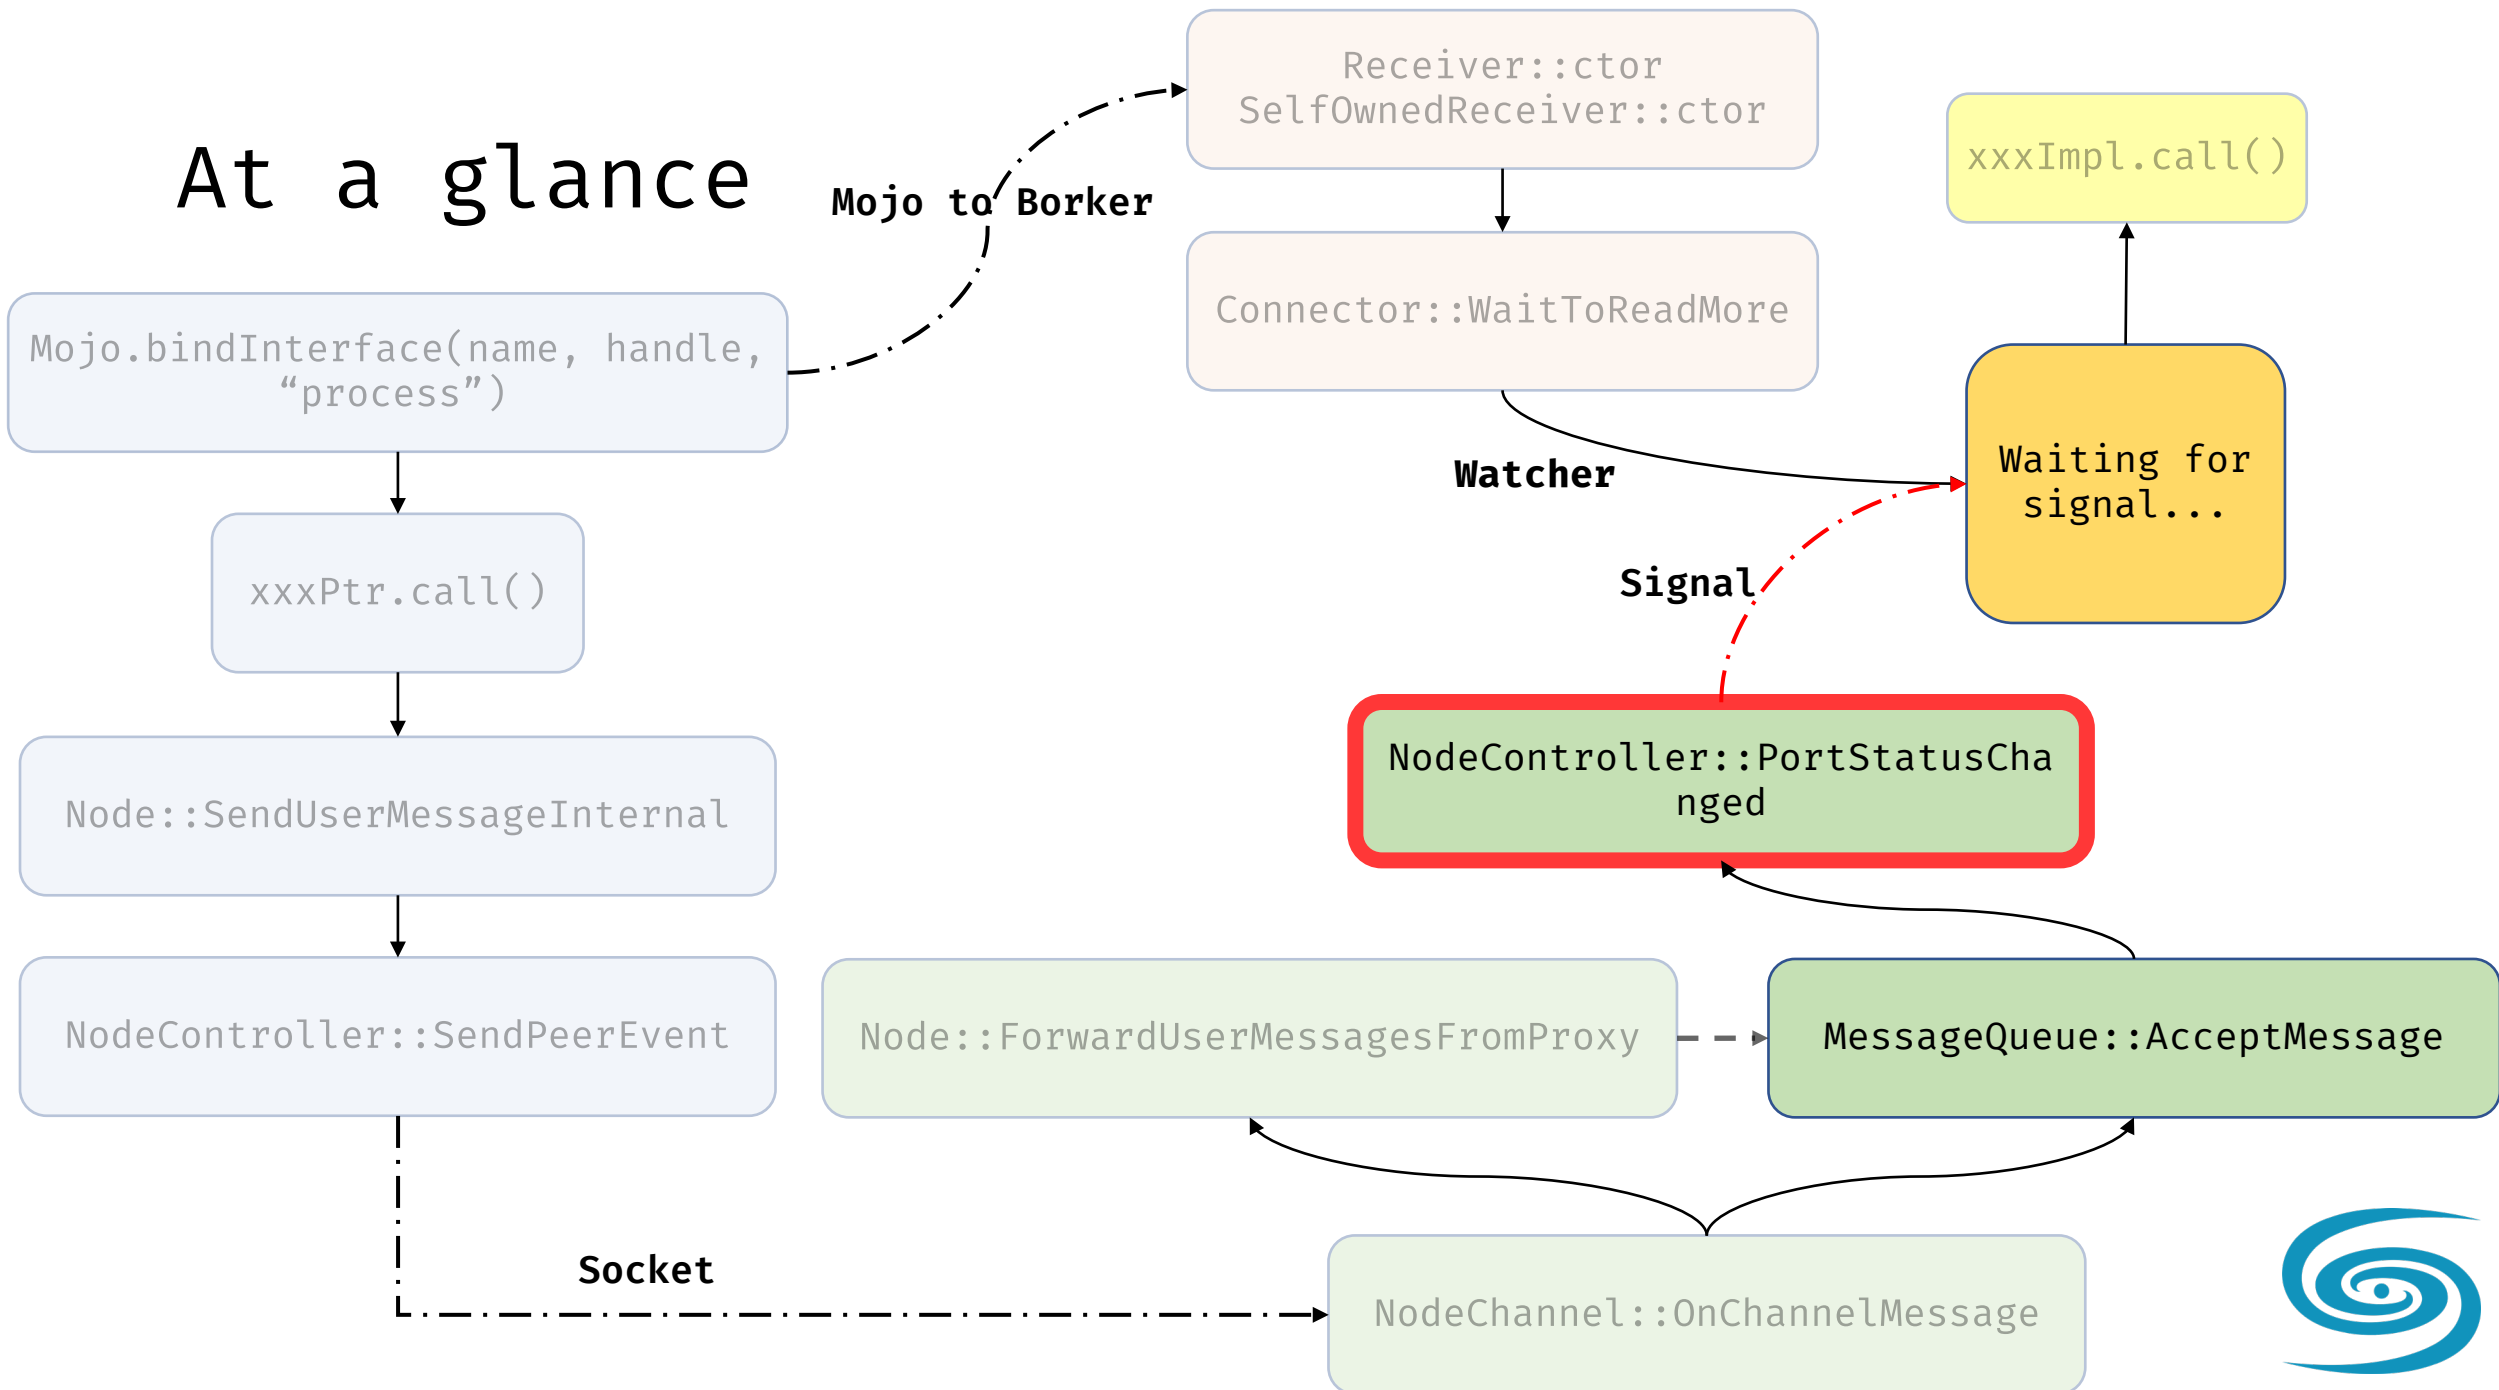 At a glance
Mojo to Borker
Receiver::ctor
SelfOwnedReceiver::ctor
xxxImpl.call()
Mojo.bindInterface(name, handle,
“process”)
Connector::WaitToReadMore
Watcher
Waiting for
signal...
xxxPtr.call()
Signal
Node::SendUserMessageInternal
NodeController::PortStatusCha
nged
NodeController::SendPeerEvent
Node::ForwardUserMessagesFromProxy
MessageQueue::AcceptMessage
Socket
NodeChannel::OnChannelMessage